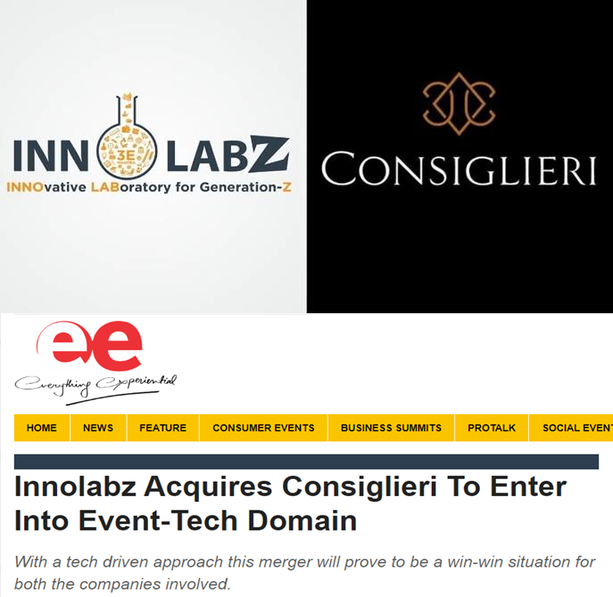 INNOLABZ
3E
INNOvative LABoratory for Generation-Z
CONSIGLIERI
ee
Everything Experiential
HOME NEWS FEATURE CONSUMER EVENTS BUSINESS SUMMITS PROTALK SOCIAL EVENT
Innolabz Acquires Consiglieri To Enter
Into Event-Tech Domain
With a tech driven approach this merger will prove to be a win-win situation for
both the companies involved.